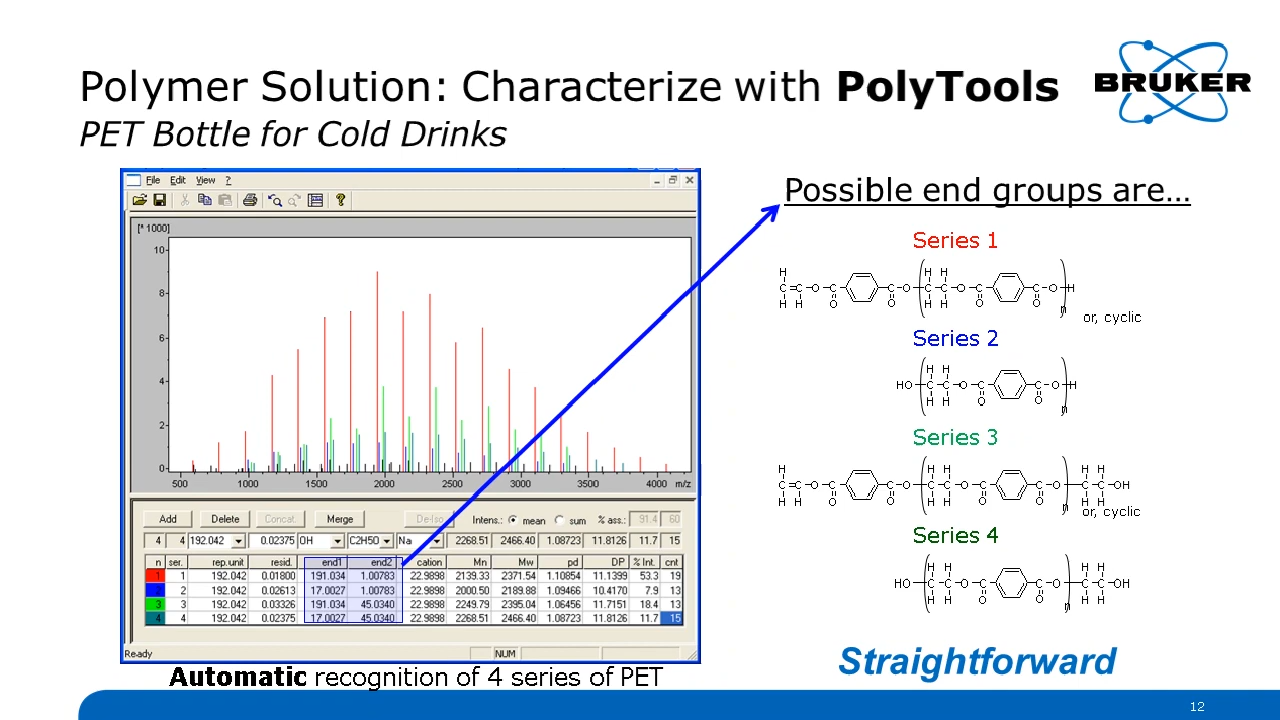 Polymer Solution: Characterize with PolyTools
PET Bottle for Cold Drinks
BRUKER
File Edit View ?
[* 1000]
10
8
6
4
2
0
500 1000 1500 2000 2500 3000 3500 4000 m/z
Add Delete Concat. Merge De-Iso Intens.: mean sum % ass.: 91.4 60
4 4 192.042 0.02375 OH C2H5O Na 2268.51 2466.40 1.08723 11.8126 11.7 15
n ser. rep.unit resid. end1 end2 cation Mn Mw pd DP % Int. cnt
1 1 192.042 0.01800 191.034 1.00783 22.9898 2139.33 2371.54 1.10854 11.1399 53.3 19
2 2 192.042 0.02613 17.0027 1.00783 22.9898 2000.50 2189.88 1.09466 10.4170 7.9 13
3 3 192.042 0.03326 191.034 45.0340 22.9898 2249.79 2395.04 1.06456 11.7151 18.4 13
4 4 192.042 0.02375 17.0027 45.0340 22.9898 2268.51 2466.40 1.08723 11.8126 11.7 15
Ready NUM
Automatic recognition of 4 series of PET
Possible end groups are...
Series 1
H H H
C=C-O-C C-O-C-C-O-C C-O-H
H H O O H H O O
n
or, cyclic
Series 2
H H
HO-C-C-O-C C-O-H
H H O O
n
Series 3
H H H H H
C=C-O-C C-O-C-C-O-C C-O-C-C-OH
H H O O H H O O H H
n
or, cyclic
Series 4
H H H H
HO-C-C-O-C C-O-C-C-OH
H H O O H H
n
Straightforward
12